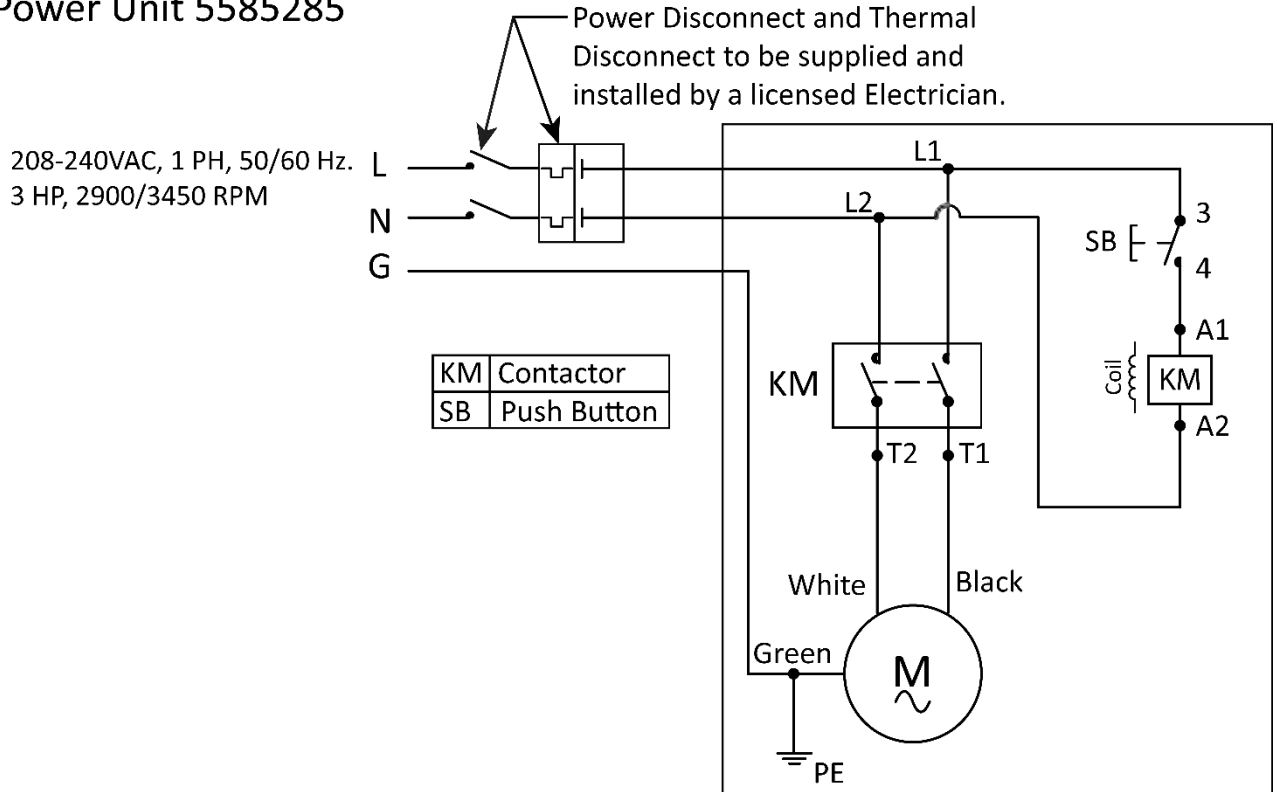 Power Unit 5585285
Power Disconnect and Thermal
Disconnect to be supplied and
installed by a licensed Electrician.
208-240VAC, 1 PH, 50/60 Hz.
3 HP, 2900/3450 RPM
L
N
G
L1
L2
3
SB
4
A1
Coil
KM
A2
KM
KM Contactor
SB Push Button
T2
T1
White
Black
Green
M
PE